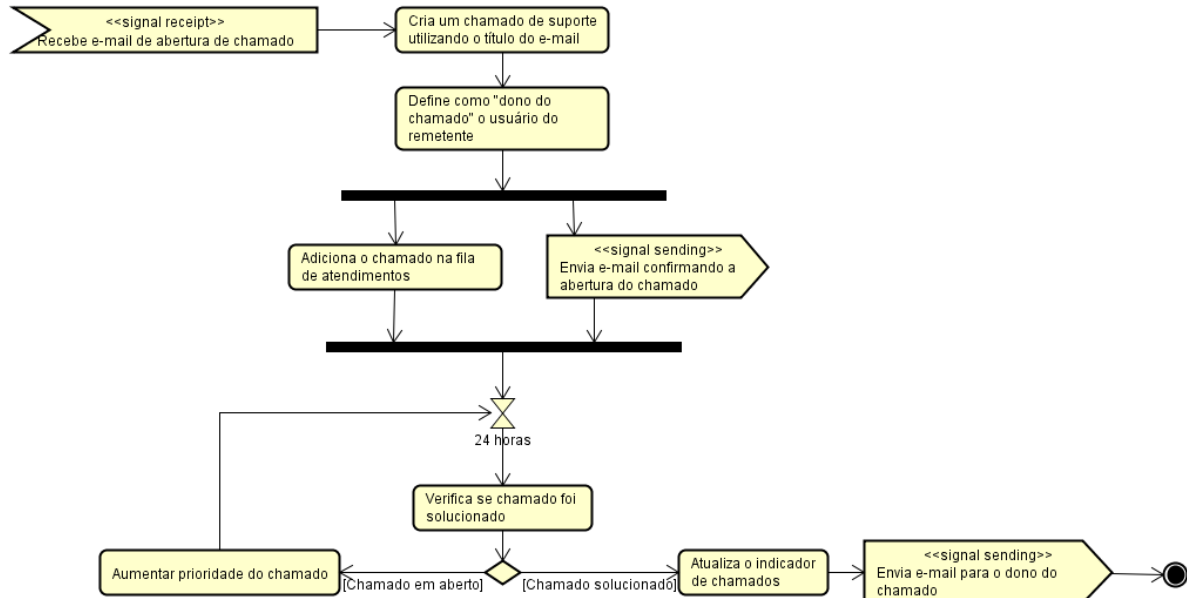 <<signal receipt>>
Recebe e-mail de abertura de chamado
Cria um chamado de suporte
utilizando o título do e-mail
Define como "dono do
chamado" o usuário do
remetente
Adiciona o chamado na fila
de atendimentos
<<signal sending>>
Envia e-mail confirmando a
abertura do chamado
24 horas
Verifica se chamado foi
solucionado
Aumentar prioridade do chamado
[Chamado em aberto]
[Chamado solucionado]
Atualiza o indicador
de chamados
<<signal sending>>
Envia e-mail para o dono do
chamado